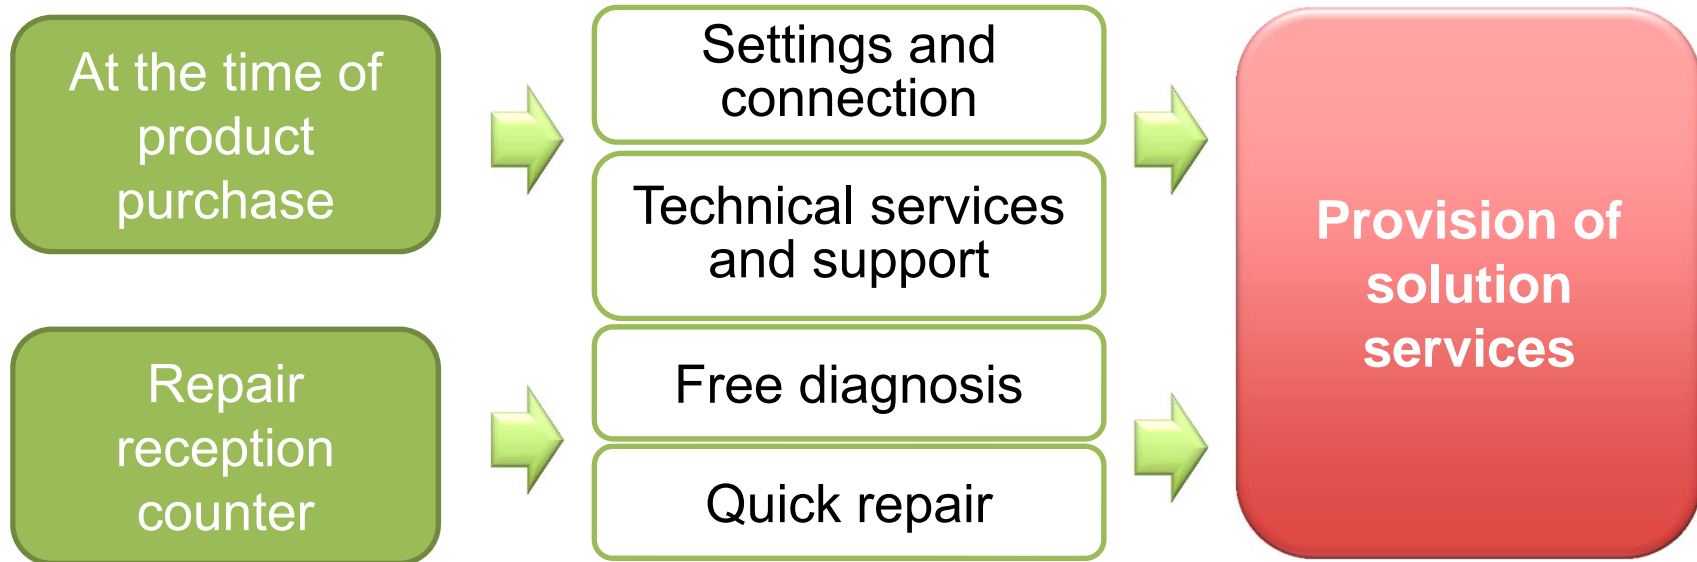 At the time of
product
purchase
Settings and
connection
Technical services
and support
Repair
reception
counter
Free diagnosis
Quick repair
Provision of
solution
services